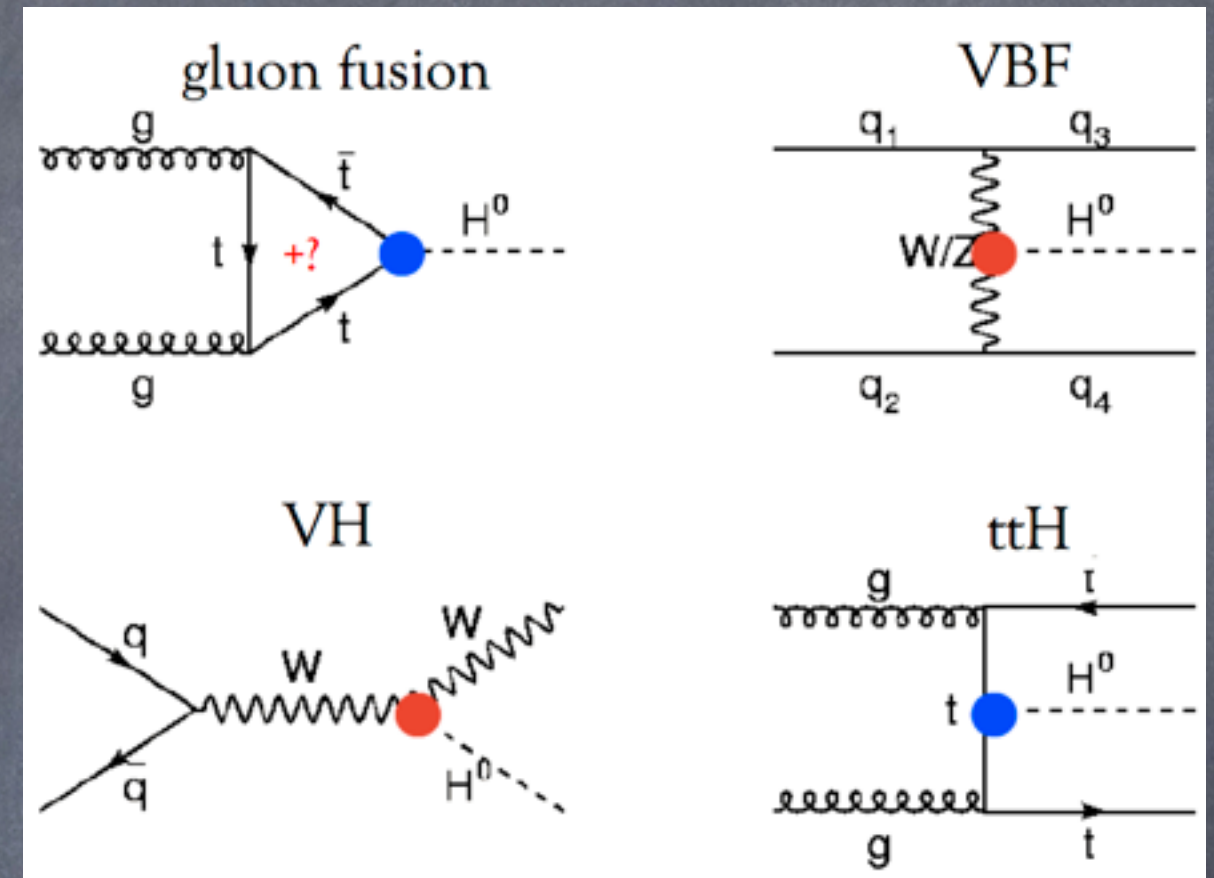 gluon fusion
g
t̄
t
+?
H⁰
t
g
VBF
q₁
q₃
W/Z
H⁰
q₂
q₄
VH
q
W
W
q̄
H⁰
ttH
g
t
H⁰
g
t